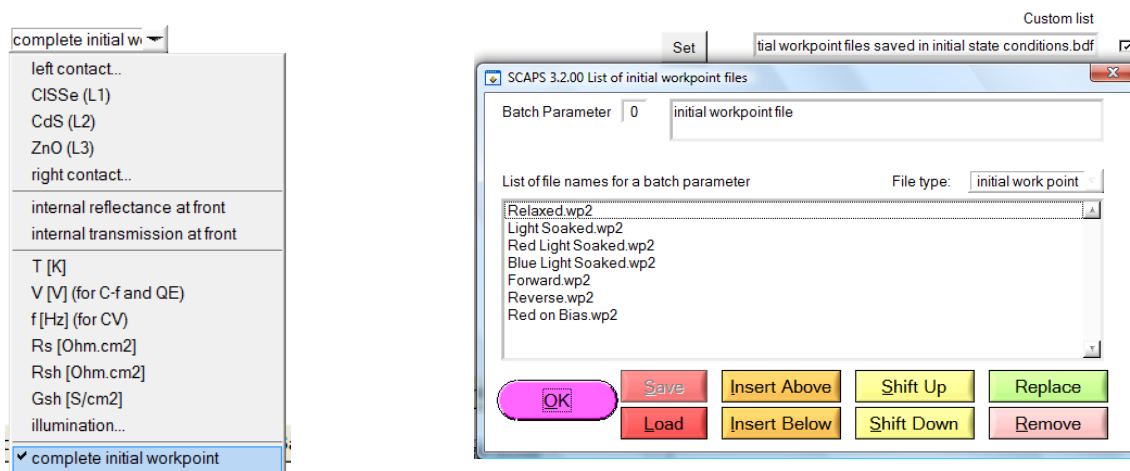 complete initial w
left contact...
CISSe (L1)
CdS (L2)
ZnO (L3)
right contact...
internal reflectance at front
internal transmission at front
T [K]
V [V] (for C-f and QE)
f [Hz] (for CV)
Rs [Ohm.cm2]
Rsh [Ohm.cm2]
Gsh [S/cm2]
illumination...
complete initial workpoint
Custom list
Set
tial workpoint files saved in initial state conditions.bdf
SCAPS 3.2.00 List of initial workpoint files
Batch Parameter 0 initial workpoint file
List of file names for a batch parameter File type: initial work point
Relaxed.wp2
Light Soaked.wp2
Red Light Soaked.wp2
Blue Light Soaked.wp2
Forward.wp2
Reverse.wp2
Red on Bias.wp2
OK Save Insert Above Shift Up Replace
Load Insert Below Shift Down Remove